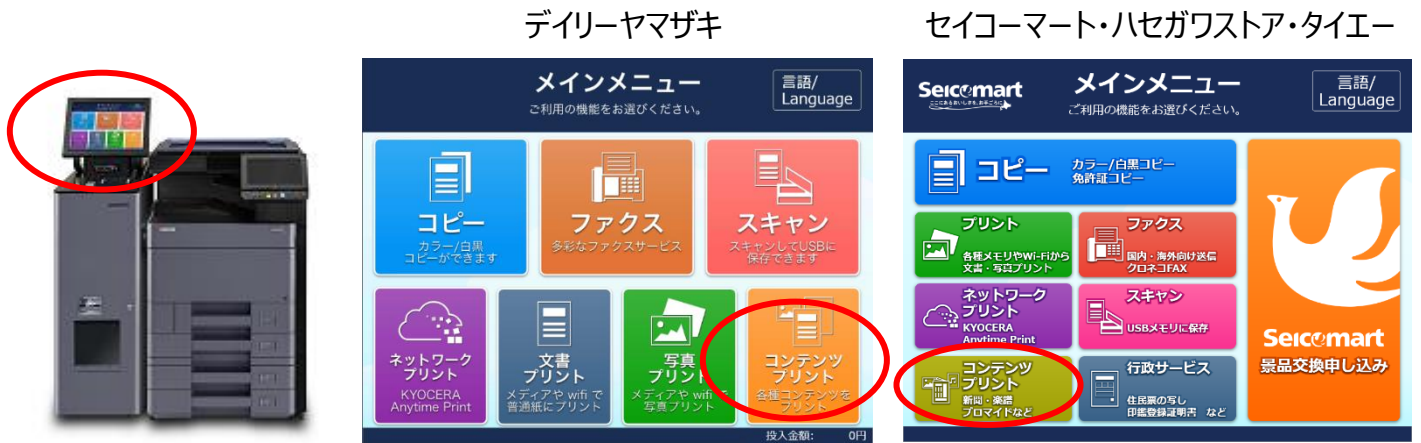 デイリーヤマザキ
メインメニュー
ご利用の機能をお選びください。
言語/
Language
コピー
カラー/白黒
コピーができます
ファクス
多彩なファクスサービス
スキャン
スキャンしてUSBに
保存できます
ネットワーク
プリント
KYOCERA
Anytime Print
文書
プリント
メディアや wifi で
普通紙にプリント
写真
プリント
メディアや wifi で
写真プリント
コンテンツ
プリント
各種コンテンツを
プリント
投入金額: 0円
セイコーマート・ハセガワストア・タイエー
Seicomart
メインメニュー
ご利用の機能をお選びください。
言語/
Language
コピー
カラー/白黒コピー
免許証コピー
プリント
各種メモリやWi-Fiから
文書・写真プリント
ファクス
国内・海外向け送信
クロネコFAX
ネットワーク
プリント
KYOCERA
Anytime Print
スキャン
USBメモリに保存
コンテンツ
プリント
新聞・楽譜
ブロマイドなど
行政サービス
住民票の写し
印鑑登録証明書 など
Seicomart
景品交換申し込み